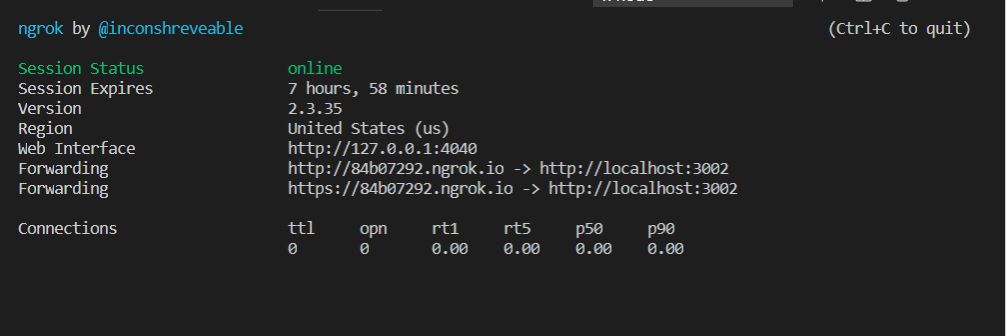 ngrok by @inconshreveable (Ctrl+C to quit)
Session Status online
Session Expires 7 hours, 58 minutes
Version 2.3.35
Region United States (us)
Web Interface http://127.0.0.1:4040
Forwarding http://84b07292.ngrok.io -> http://localhost:3002
Forwarding https://84b07292.ngrok.io -> http://localhost:3002
Connections ttl opn rt1 rt5 p50 p90
0 0 0.00 0.00 0.00 0.00